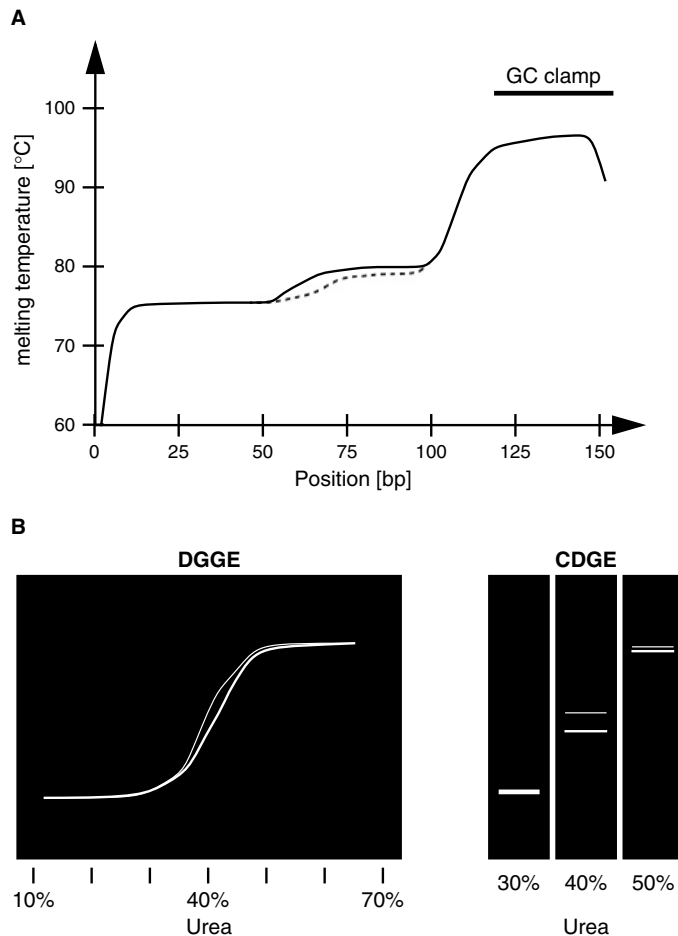 A
GC clamp
100
90
80
70
60
melting temperature [°C]
0 25 50 75 100 125 150
Position [bp]
B
DGGE CDGE
10% 40% 70%
30% 40% 50%
Urea Urea